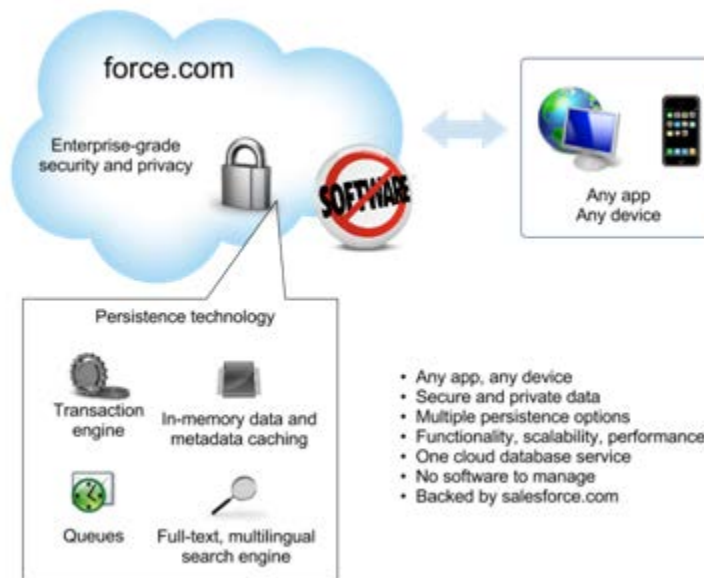 force.com
Enterprise-grade
security and privacy
SOFTWARE
Any app
Any device
Persistence technology
Transaction
engine
In-memory data and
metadata caching
Queues
Full-text, multilingual
search engine
• Any app, any device
• Secure and private data
• Multiple persistence options
• Functionality, scalability, performance
• One cloud database service
• No software to manage
• Backed by salesforce.com